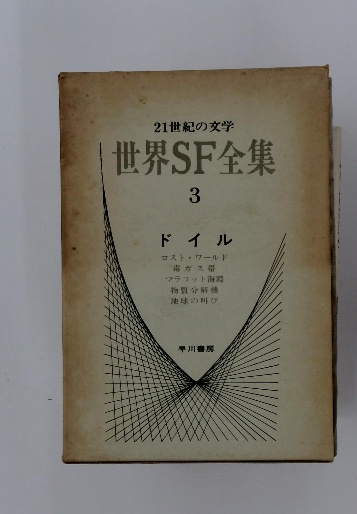 21世紀の文学
世界SF全集
3
ドイル
ロスト・ワールド
毒ガス帯
マラコット海淵
物質分解機
地球の叫び
早川書房